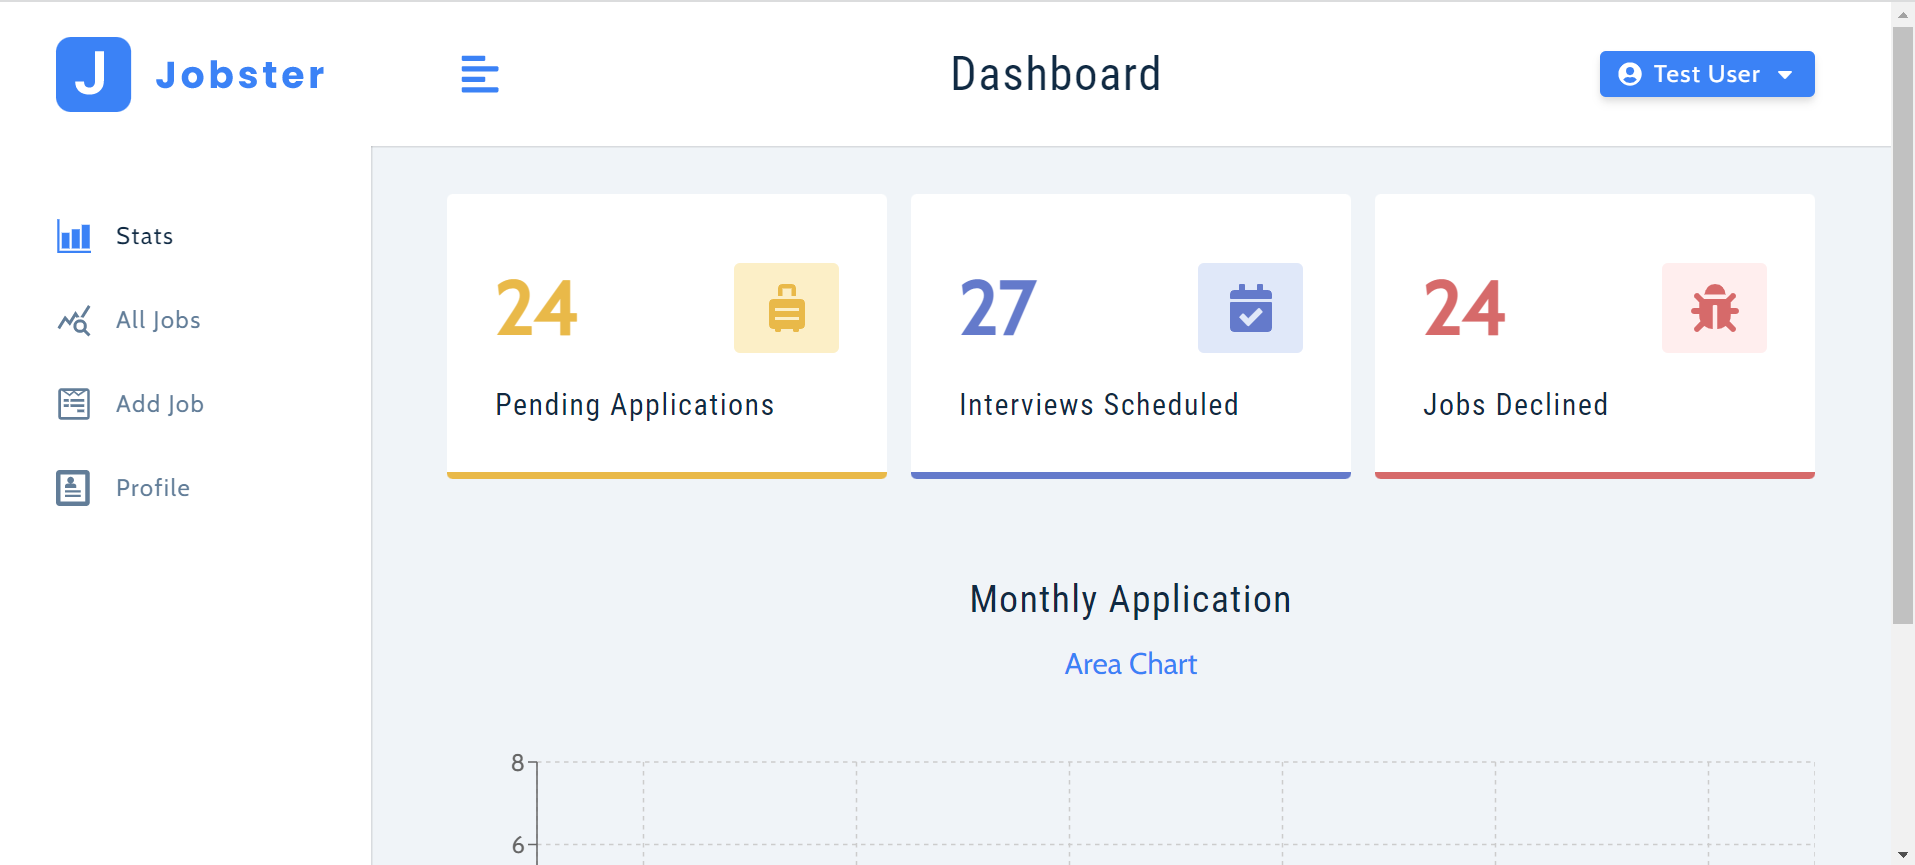 J Jobster
Dashboard
Test User
Stats
All Jobs
Add Job
Profile
24
Pending Applications
27
Interviews Scheduled
24
Jobs Declined
Monthly Application
Area Chart
8
6